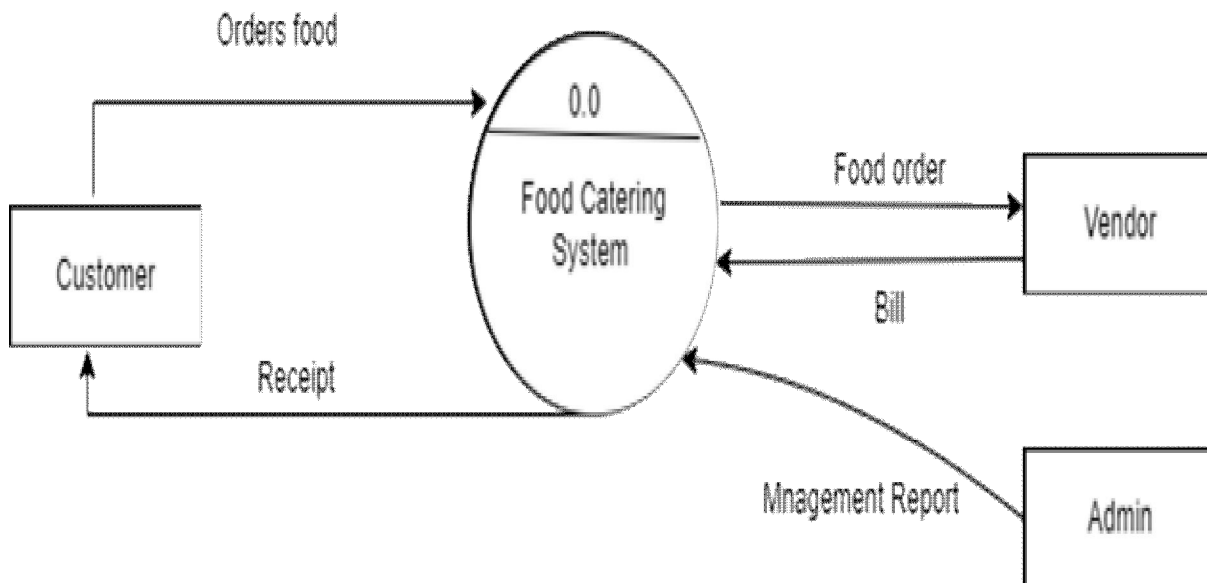 Orders food
0.0
Food Catering
System
Food order
Vendor
Customer
Bill
Receipt
Mnagement Report
Admin